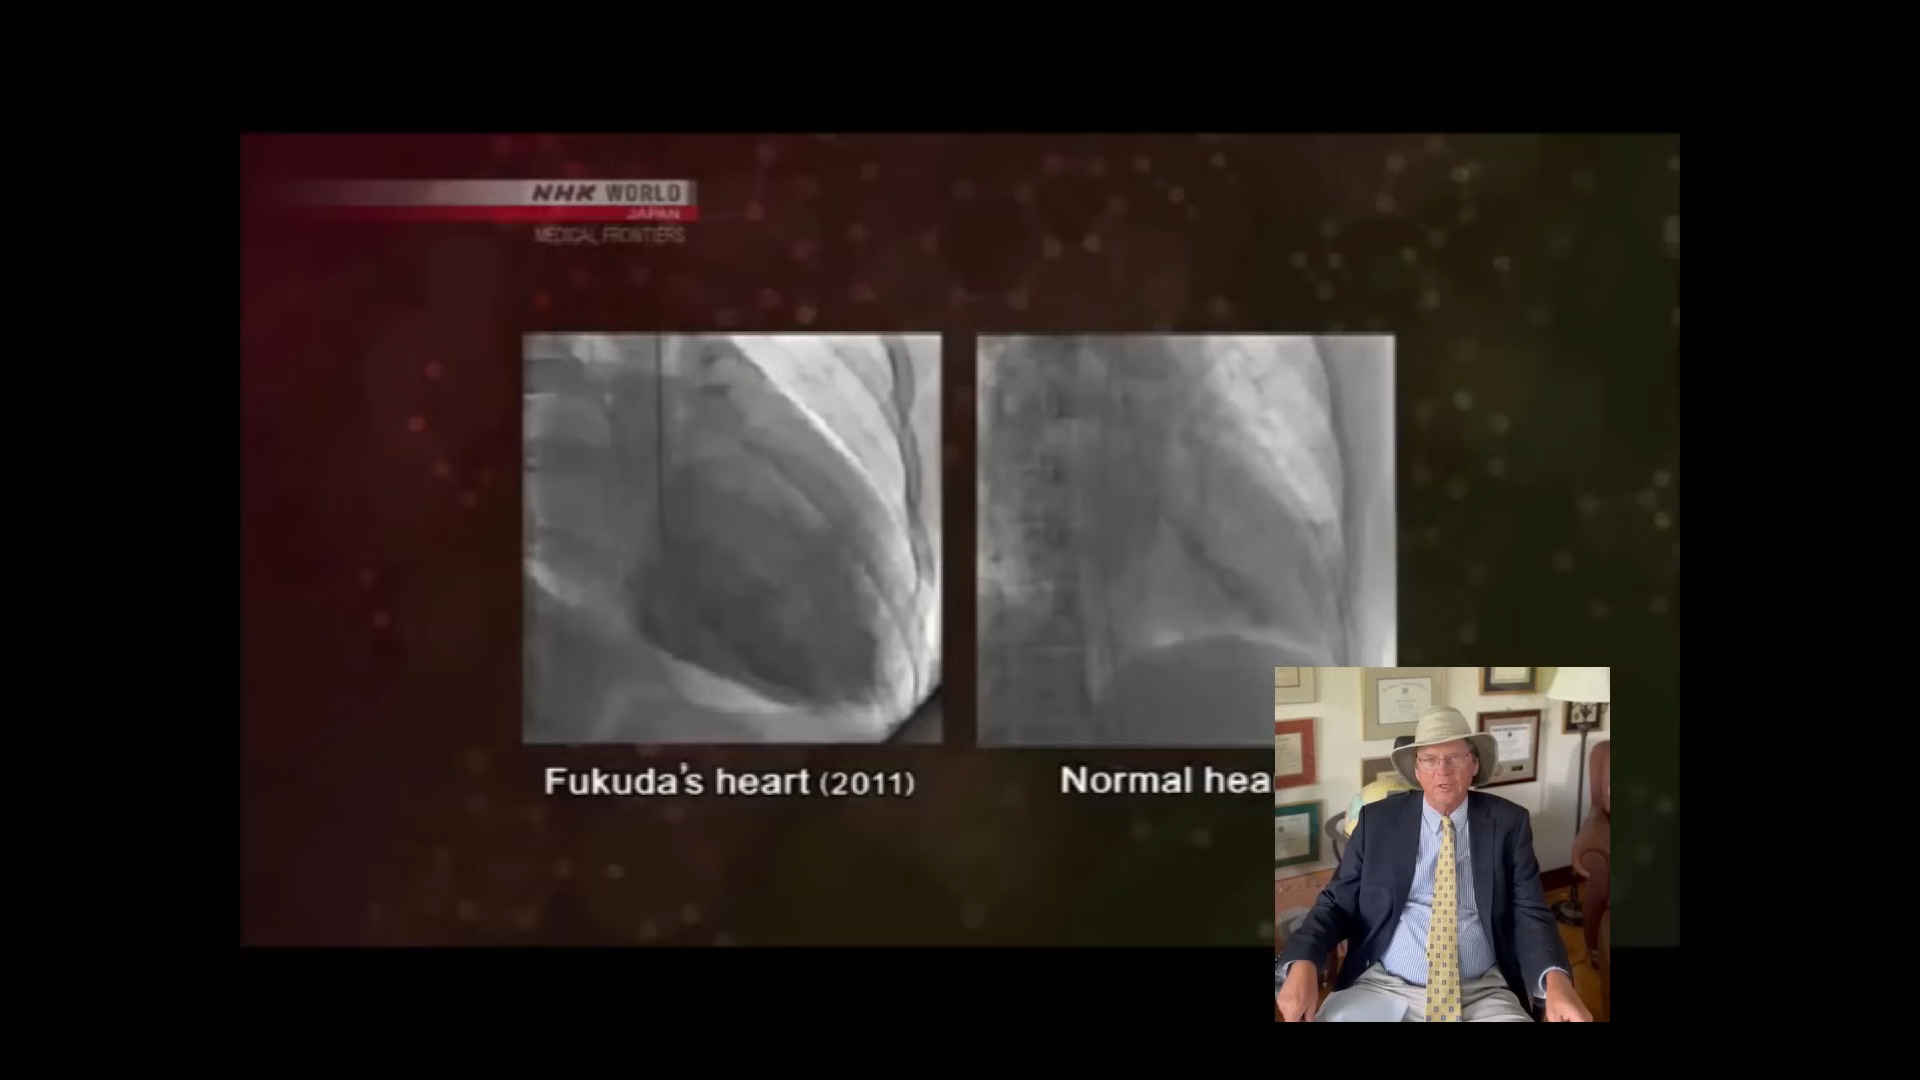 NHK WORLD
JAPAN
MEDICAL FRONTIERS
Fukuda's heart (2011)
Normal hea